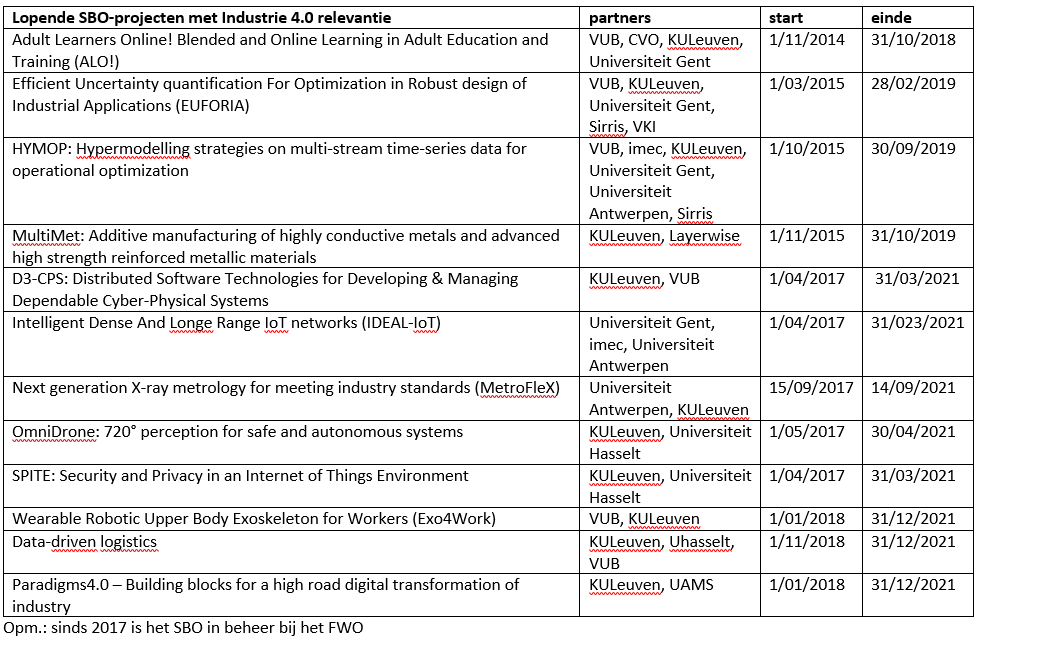 Lopende SBO-projecten met Industrie 4.0 relevantie partners start einde
Adult Learners Online! Blended and Online Learning in Adult Education and VUB, CVO, KULeuven, 1/11/2014 31/10/2018
Training (ALO!) Universiteit Gent
Efficient Uncertainty quantification For Optimization in Robust design of VUB, KULeuven, 1/03/2015 28/02/2019
Industrial Applications (EUFORIA) Universiteit Gent,
Sirris, VKI
HYMOP: Hypermodelling strategies on multi-stream time-series data for VUB, imec, KULeuven, 1/10/2015 30/09/2019
operational optimization Universiteit Gent,
Universiteit
Antwerpen, Sirris
MultiMet: Additive manufacturing of highly conductive metals and advanced KULeuven, Layerwise 1/11/2015 31/10/2019
high strength reinforced metallic materials
D3-CPS: Distributed Software Technologies for Developing & Managing KULeuven, VUB 1/04/2017 31/03/2021
Dependable Cyber-Physical Systems
Intelligent Dense And Longe Range IoT networks (IDEAL-IoT) Universiteit Gent, 1/04/2017 31/023/2021
imec, Universiteit
Antwerpen
Next generation X-ray metrology for meeting industry standards (MetroFleX) Universiteit 15/09/2017 14/09/2021
Antwerpen, KULeuven
OmniDrone: 720° perception for safe and autonomous systems KULeuven, Universiteit 1/05/2017 30/04/2021
Hasselt
SPITE: Security and Privacy in an Internet of Things Environment KULeuven, Universiteit 1/04/2017 31/03/2021
Hasselt
Wearable Robotic Upper Body Exoskeleton for Workers (Exo4Work) VUB, KULeuven 1/01/2018 31/12/2021
Data-driven logistics KULeuven, Uhasselt, 1/11/2018 31/12/2021
VUB
Paradigms4.0 – Building blocks for a high road digital transformation of KULeuven, UAMS 1/01/2018 31/12/2021
industry
Opm.: sinds 2017 is het SBO in beheer bij het FWO